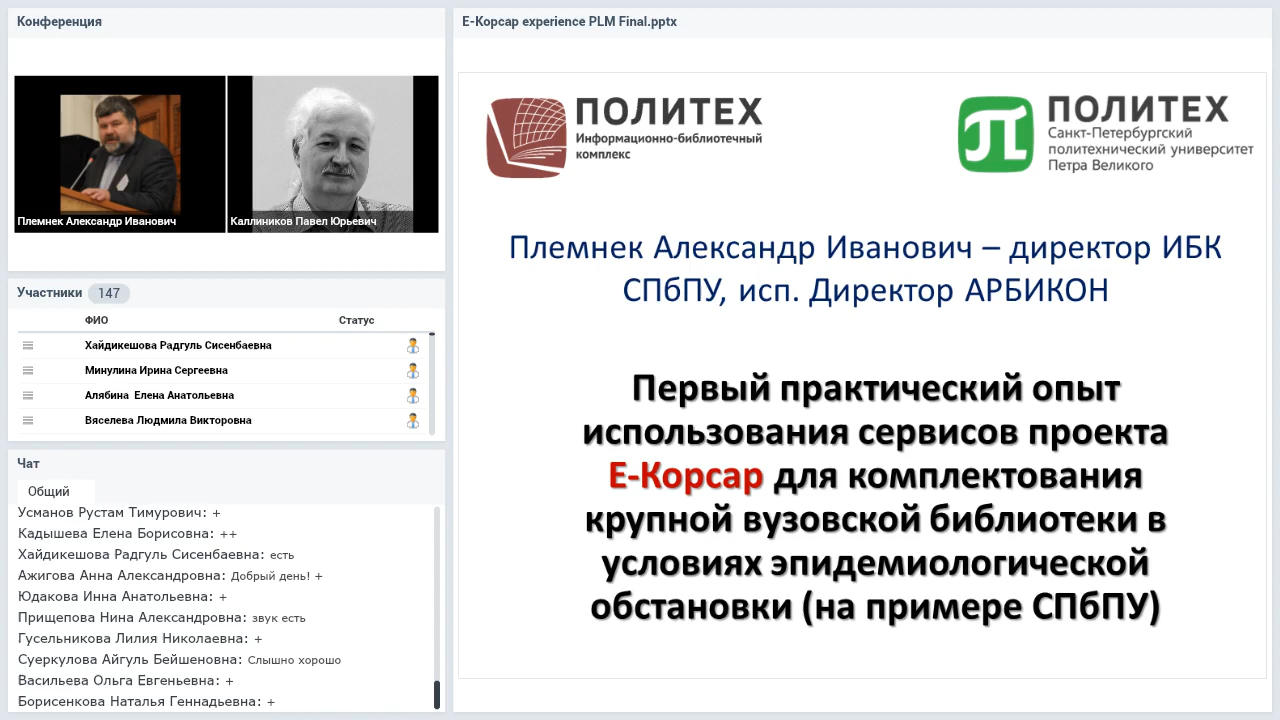 Конференция
Племнек Александр Иванович
Каллиников Павел Юрьевич
Участники 147
ФИО Статус
Хайдикешова Радгуль Сисенбаевна
Минулина Ирина Сергеевна
Алябина Елена Анатольевна
Вяселева Людмила Викторовна
Чат
Общий
Усманов Рустам Тимурович: +
Кадышева Елена Борисовна: ++
Хайдикешова Радгуль Сисенбаевна: есть
Ажигова Анна Александровна: Добрый день! +
Юдакова Инна Анатольевна: +
Прищепова Нина Александровна: звук есть
Гусельникова Лилия Николаевна: +
Суеркулова Айгуль Бейшеновна: Слышно хорошо
Васильева Ольга Евгеньевна: +
Борисенкова Наталья Геннадьевна: +
Е-Корсар experience PLM Final.pptx
ПОЛИТЕХ
Информационно-библиотечный
комплекс
ПОЛИТЕХ
Санкт-Петербургский
политехнический университет
Петра Великого
Племнек Александр Иванович – директор ИБК
СПбПУ, исп. Директор АРБИКОН
Первый практический опыт
использования сервисов проекта
Е-Корсар для комплектования
крупной вузовской библиотеки в
условиях эпидемиологической
обстановки (на примере СПбПУ)